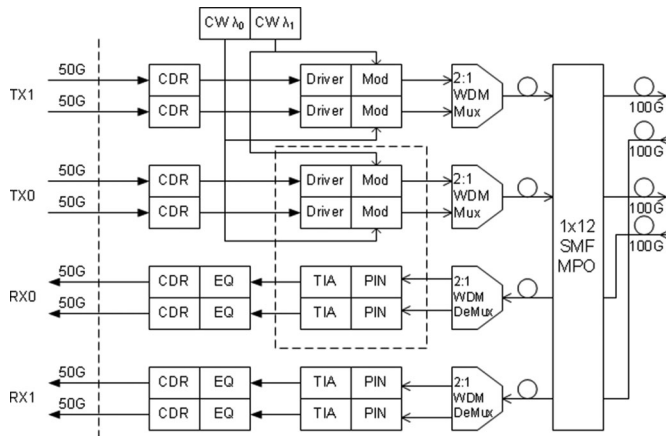 CW λ0 CW λ1
50G CDR Driver Mod 2:1 100G
TX1 WDM
50G CDR Driver Mod Mux
100G
50G CDR Driver Mod 2:1
TX0 WDM 100G
50G CDR Driver Mod Mux
1x12
SMF
MPO
100G
50G CDR EQ TIA PIN 2:1
RX0 WDM
50G CDR EQ TIA PIN DeMux
50G CDR EQ TIA PIN 2:1
RX1 WDM
50G CDR EQ TIA PIN DeMux